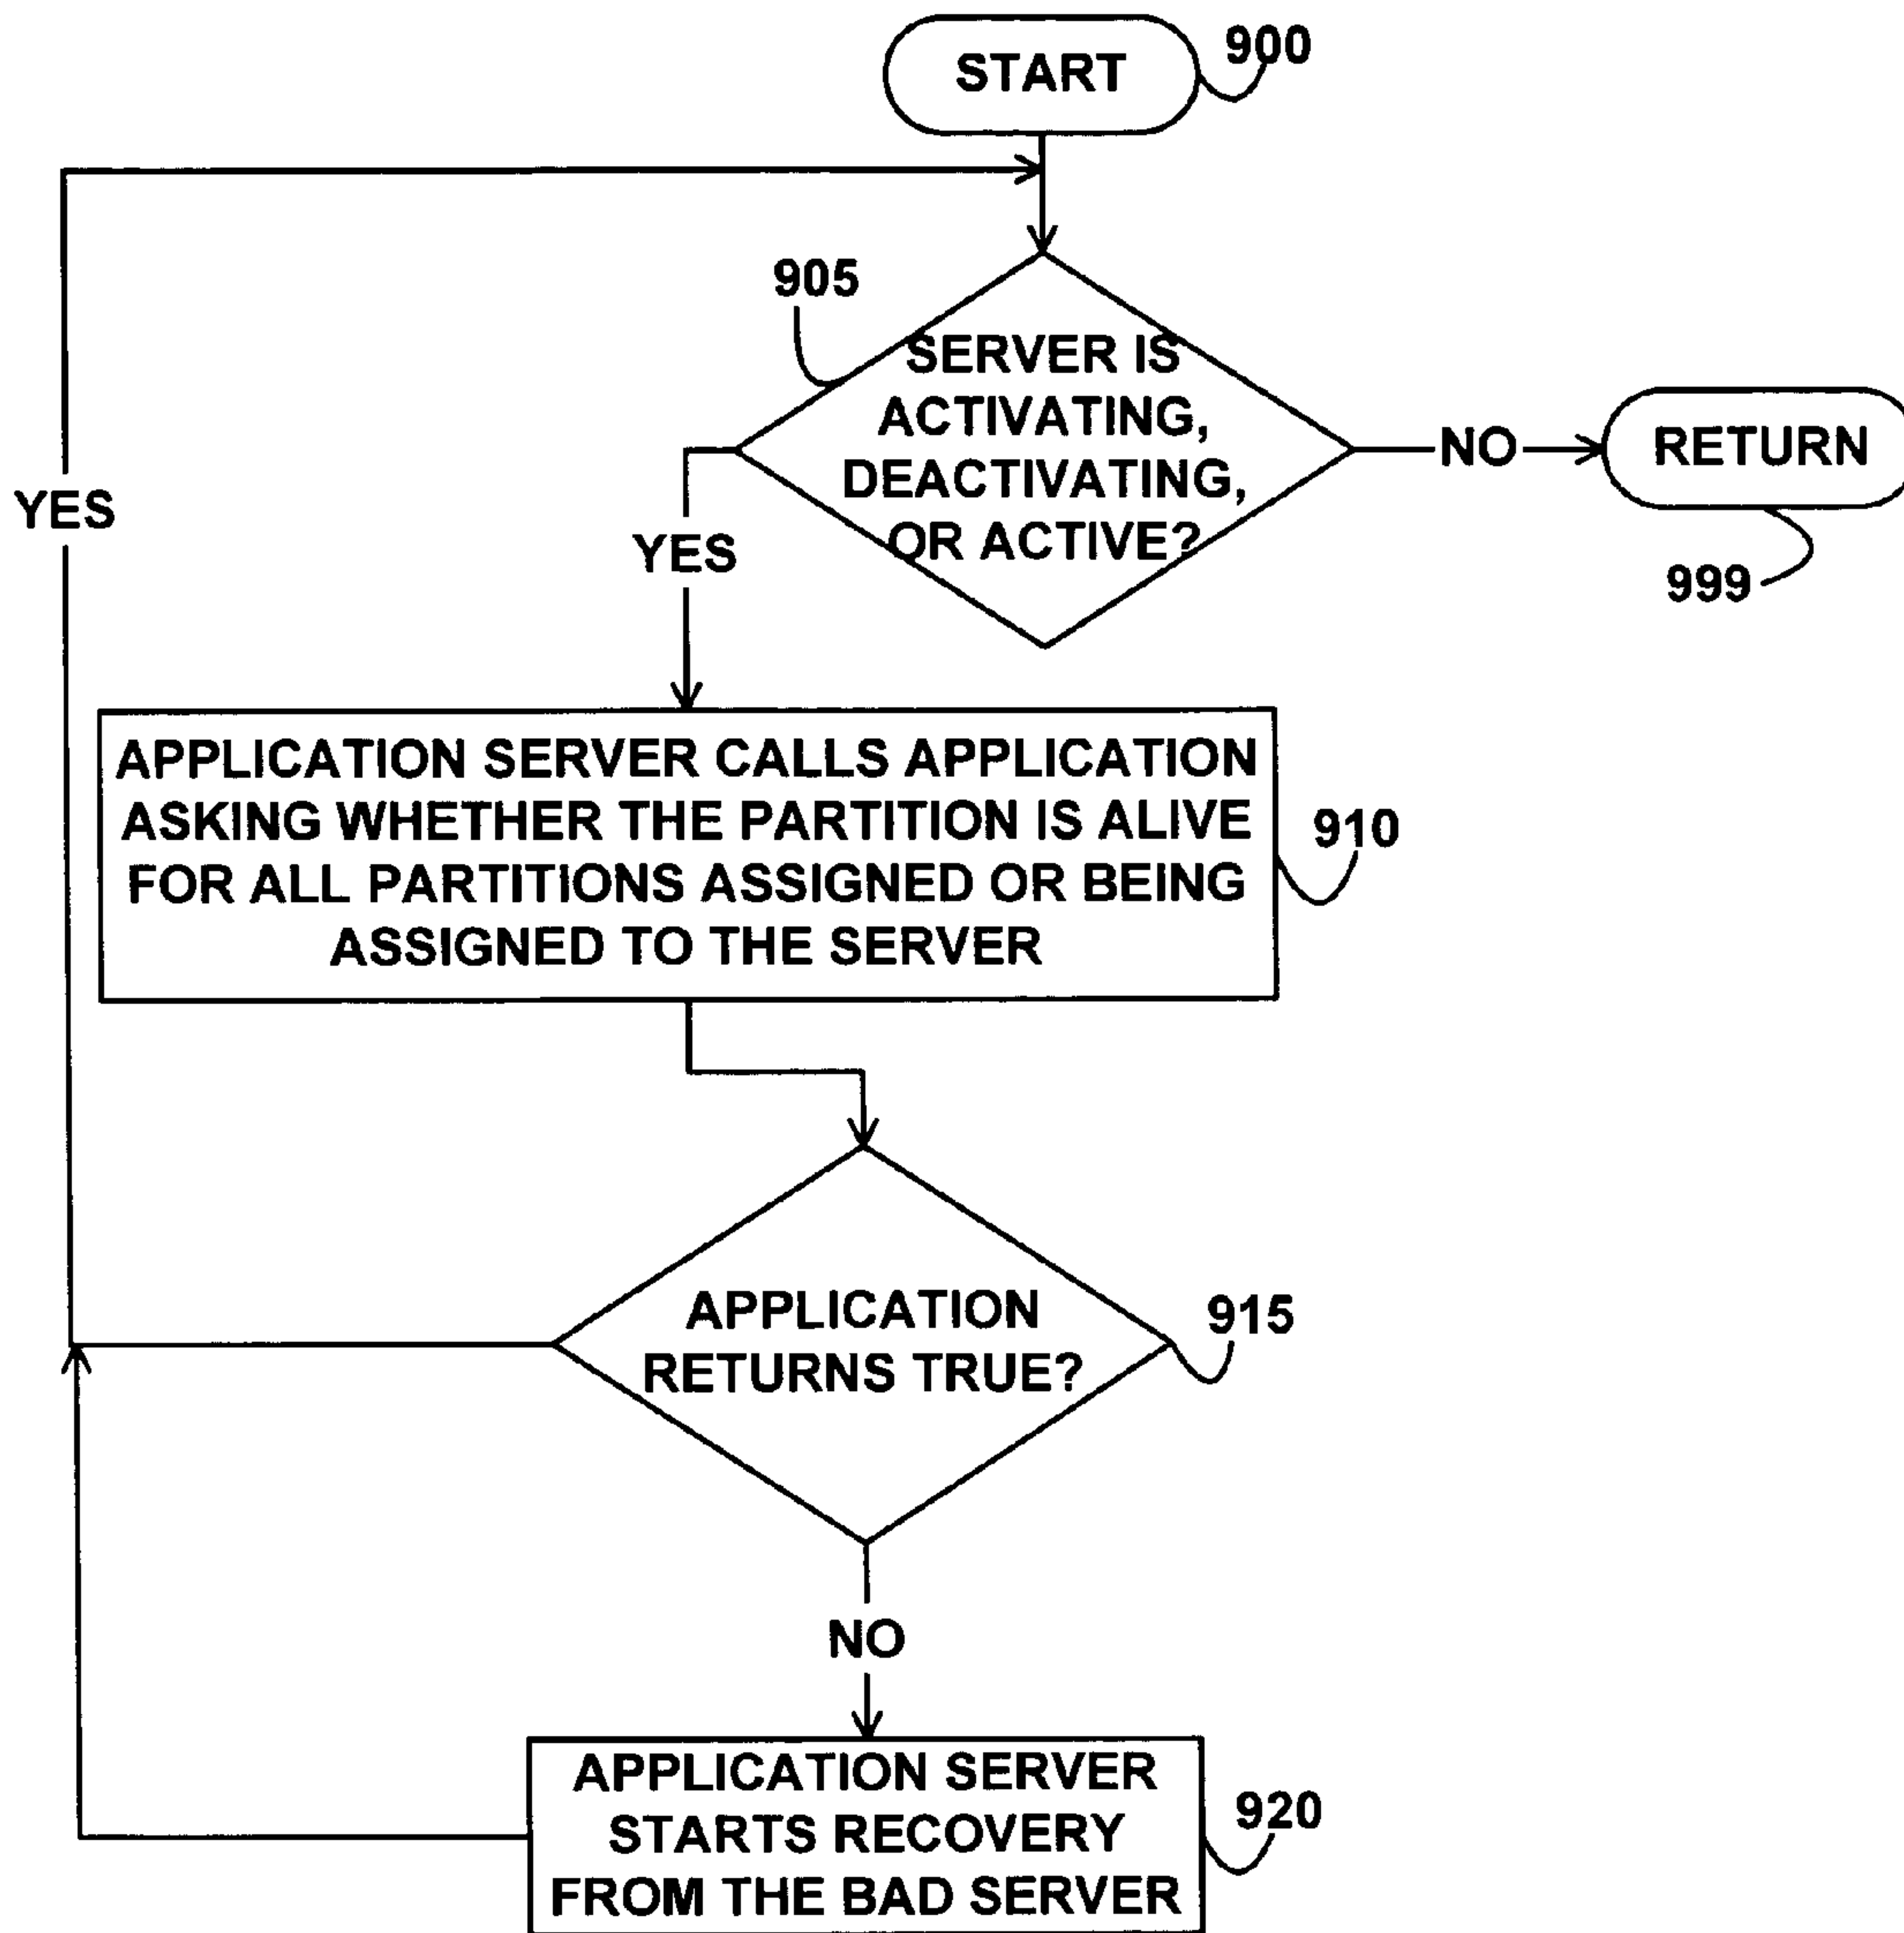 START
900
905
SERVER IS
ACTIVATING,
DEACTIVATING,
OR ACTIVE?
NO
RETURN
999
YES
YES
APPLICATION SERVER CALLS APPLICATION
ASKING WHETHER THE PARTITION IS ALIVE
FOR ALL PARTITIONS ASSIGNED OR BEING
ASSIGNED TO THE SERVER
910
APPLICATION
RETURNS TRUE?
915
NO
APPLICATION SERVER
STARTS RECOVERY
FROM THE BAD SERVER
920